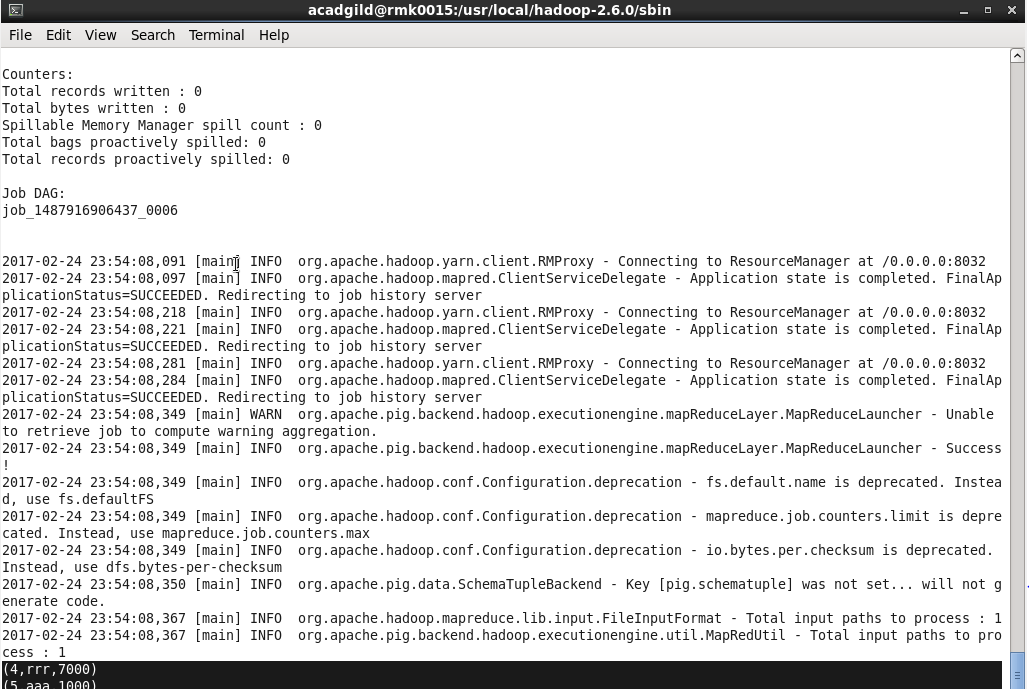 acadgild@rmk0015:/usr/local/hadoop-2.6.0/sbin
File Edit View Search Terminal Help
Counters:
Total records written : 0
Total bytes written : 0
Spillable Memory Manager spill count : 0
Total bags proactively spilled: 0
Total records proactively spilled: 0
Job DAG:
job_1487916906437_0006
2017-02-24 23:54:08,091 [main] INFO  org.apache.hadoop.yarn.client.RMProxy - Connecting to ResourceManager at /0.0.0.0:8032
2017-02-24 23:54:08,097 [main] INFO  org.apache.hadoop.mapred.ClientServiceDelegate - Application state is completed. FinalAp
plicationStatus=SUCCEEDED. Redirecting to job history server
2017-02-24 23:54:08,218 [main] INFO  org.apache.hadoop.yarn.client.RMProxy - Connecting to ResourceManager at /0.0.0.0:8032
2017-02-24 23:54:08,221 [main] INFO  org.apache.hadoop.mapred.ClientServiceDelegate - Application state is completed. FinalAp
plicationStatus=SUCCEEDED. Redirecting to job history server
2017-02-24 23:54:08,281 [main] INFO  org.apache.hadoop.yarn.client.RMProxy - Connecting to ResourceManager at /0.0.0.0:8032
2017-02-24 23:54:08,284 [main] INFO  org.apache.hadoop.mapred.ClientServiceDelegate - Application state is completed. FinalAp
plicationStatus=SUCCEEDED. Redirecting to job history server
2017-02-24 23:54:08,349 [main] WARN  org.apache.pig.backend.hadoop.executionengine.mapReduceLayer.MapReduceLauncher - Unable
to retrieve job to compute warning aggregation.
2017-02-24 23:54:08,349 [main] INFO  org.apache.pig.backend.hadoop.executionengine.mapReduceLayer.MapReduceLauncher - Success
!
2017-02-24 23:54:08,349 [main] INFO  org.apache.hadoop.conf.Configuration.deprecation - fs.default.name is deprecated. Instea
d, use fs.defaultFS
2017-02-24 23:54:08,349 [main] INFO  org.apache.hadoop.conf.Configuration.deprecation - mapreduce.job.counters.limit is depre
cated. Instead, use mapreduce.job.counters.max
2017-02-24 23:54:08,349 [main] INFO  org.apache.hadoop.conf.Configuration.deprecation - io.bytes.per.checksum is deprecated.
Instead, use dfs.bytes-per-checksum
2017-02-24 23:54:08,350 [main] INFO  org.apache.pig.data.SchemaTupleBackend - Key [pig.schematuple] was not set... will not g
enerate code.
2017-02-24 23:54:08,367 [main] INFO  org.apache.hadoop.mapreduce.lib.input.FileInputFormat - Total input paths to process : 1
2017-02-24 23:54:08,367 [main] INFO  org.apache.pig.backend.hadoop.executionengine.util.MapRedUtil - Total input paths to pro
cess : 1
(4,rrr,7000)
(5,aaa,1000)